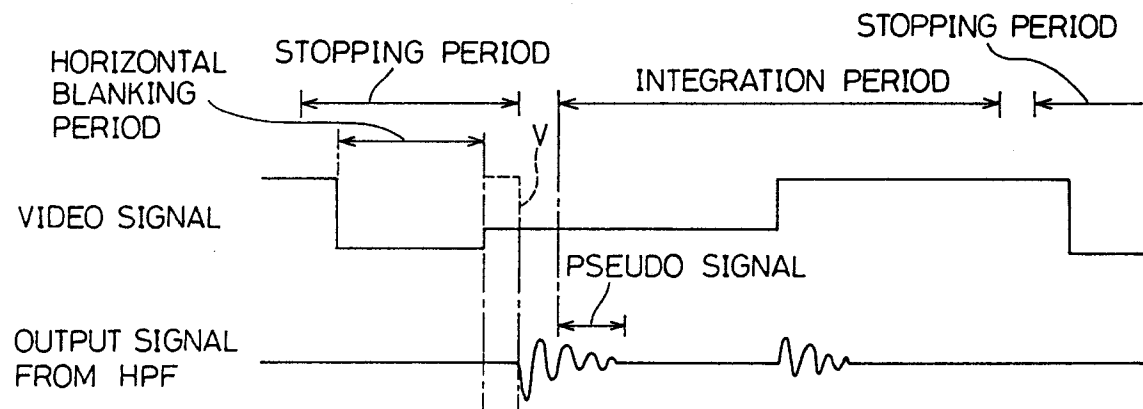 STOPPING PERIOD
STOPPING PERIOD
HORIZONTAL
BLANKING
PERIOD
INTEGRATION PERIOD
V
VIDEO SIGNAL
PSEUDO SIGNAL
OUTPUT SIGNAL
FROM HPF